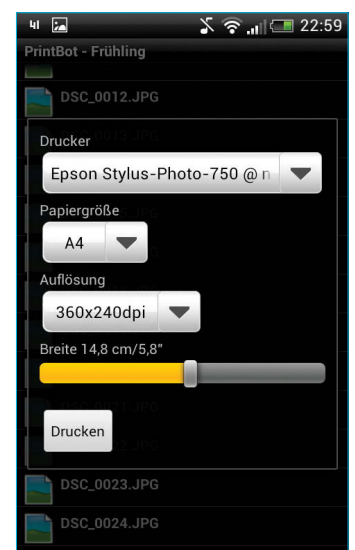 22:59
PrintBot - Frühling
DSC_0012.JPG
Drucker
Epson Stylus-Photo-750 @ n
Papiergröße
A4
Auflösung
360x240dpi
Breite 14,8 cm/5,8"
Drucken
DSC_0023.JPG
DSC_0024.JPG